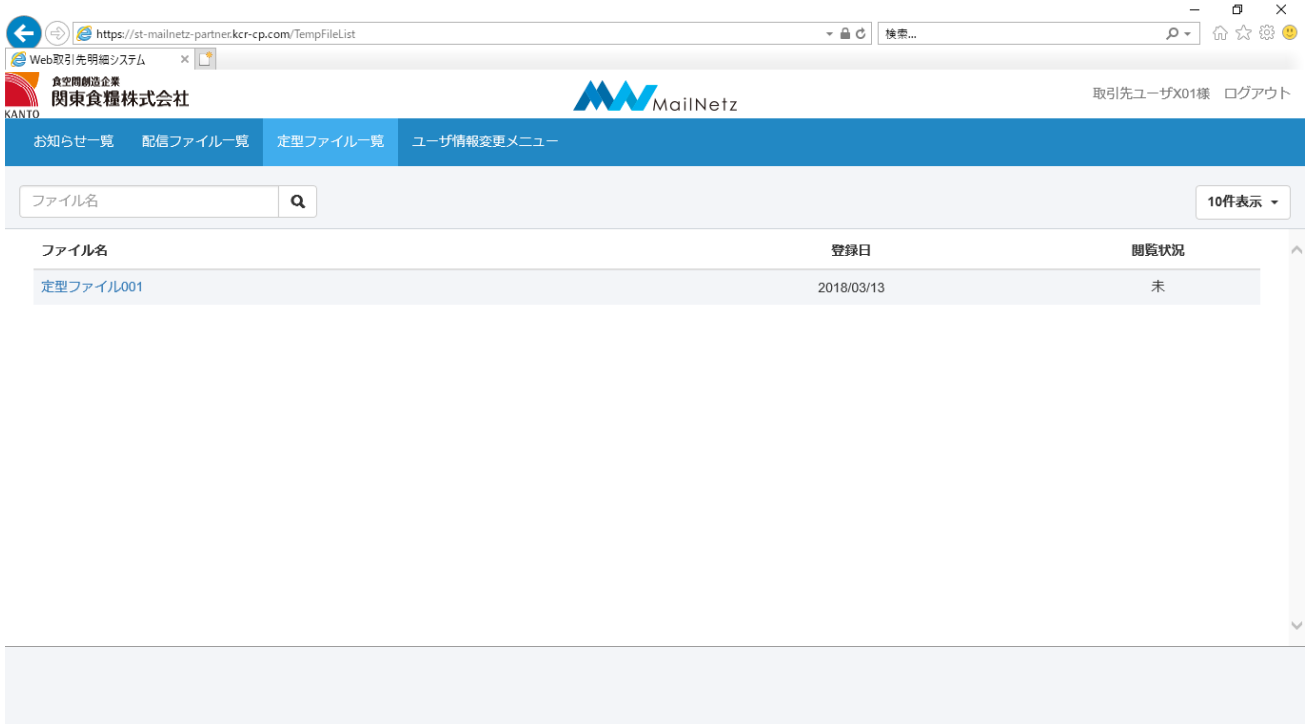 https://st-mailnetz-partner.kcr-cp.com/TempFileList
検索...
Web取引先明細システム
食空間創造企業
関東食糧株式会社
KANTO
MailNetz
取引先ユーザX01様 ログアウト
お知らせ一覧 配信ファイル一覧 定型ファイル一覧 ユーザ情報変更メニュー
ファイル名
10件表示
ファイル名 登録日 閲覧状況
定型ファイル001 2018/03/13 未